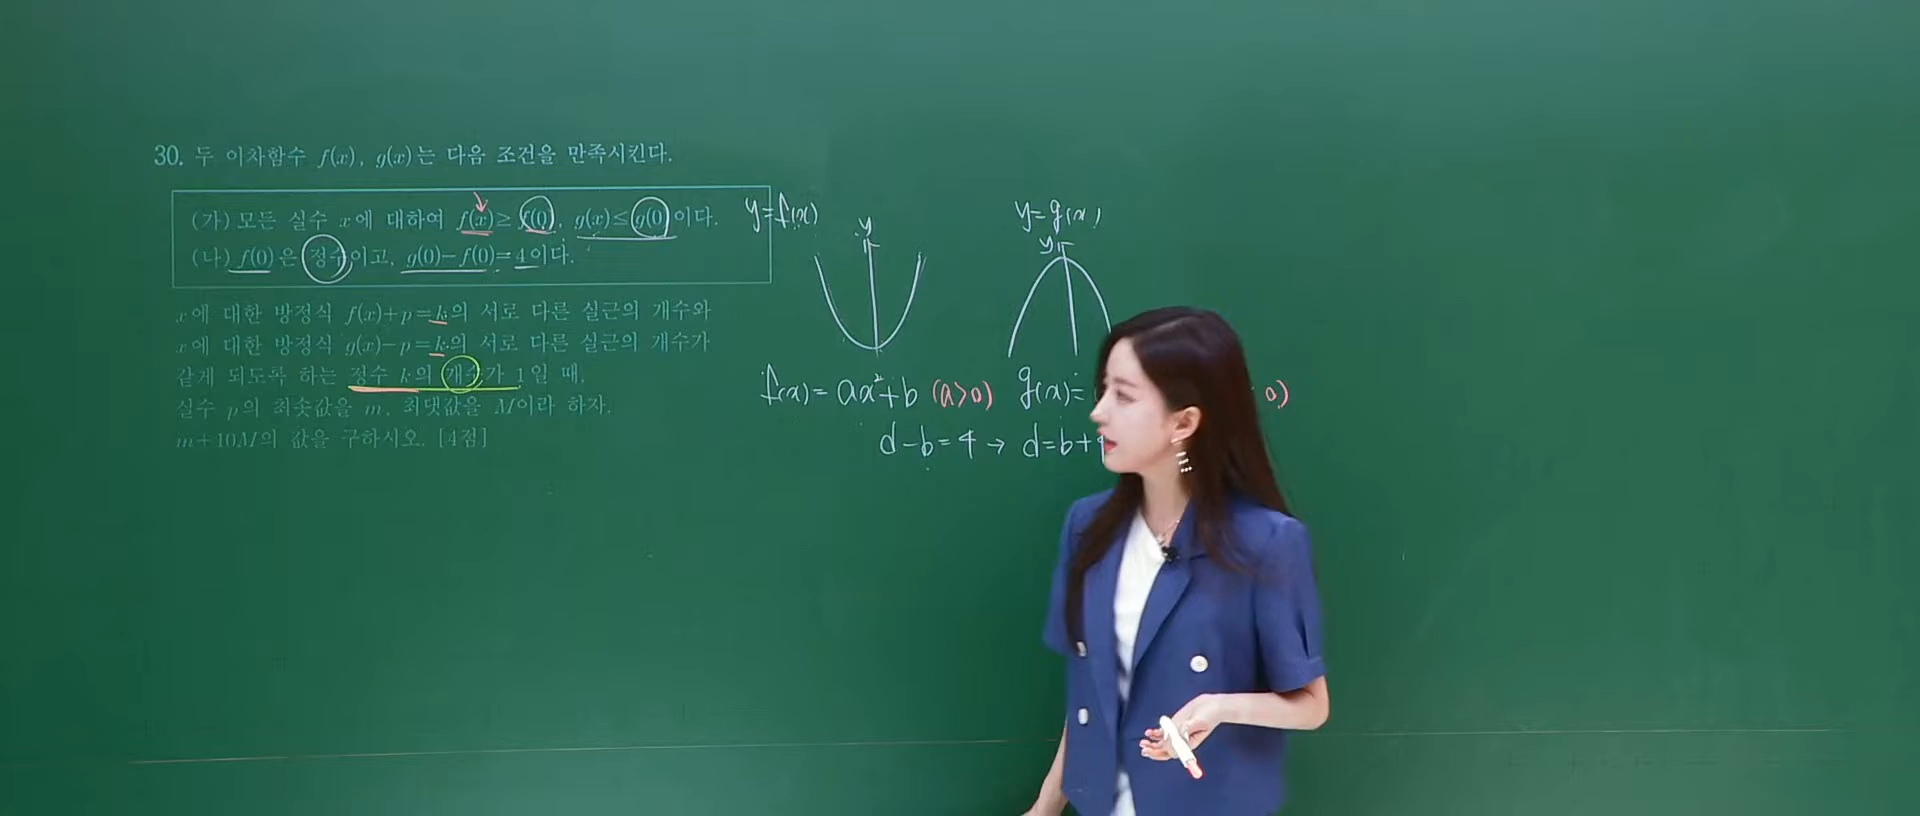 30. 두 이차함수 f(x), g(x)는 다음 조건을 만족시킨다.
(가) 모든 실수 x에 대하여 f(x)≥f(0), g(x)≤g(0)이다.
(나) f(0)은 정수이고, g(0)-f(0)=4이다.
x에 대한 방정식 f(x)+p=k의 서로 다른 실근의 개수와
x에 대한 방정식 g(x)-p=k의 서로 다른 실근의 개수가
같게 되도록 하는 정수 k의 개수가 1일 때,
실수 p의 최솟값을 m, 최댓값을 M이라 하자.
m+10M의 값을 구하시오. [4점]
y=f(x)
y
y=g(x)
y
f(x)=ax²+b (a>0)
g(x)=
0)
d-b=4→ d=b+